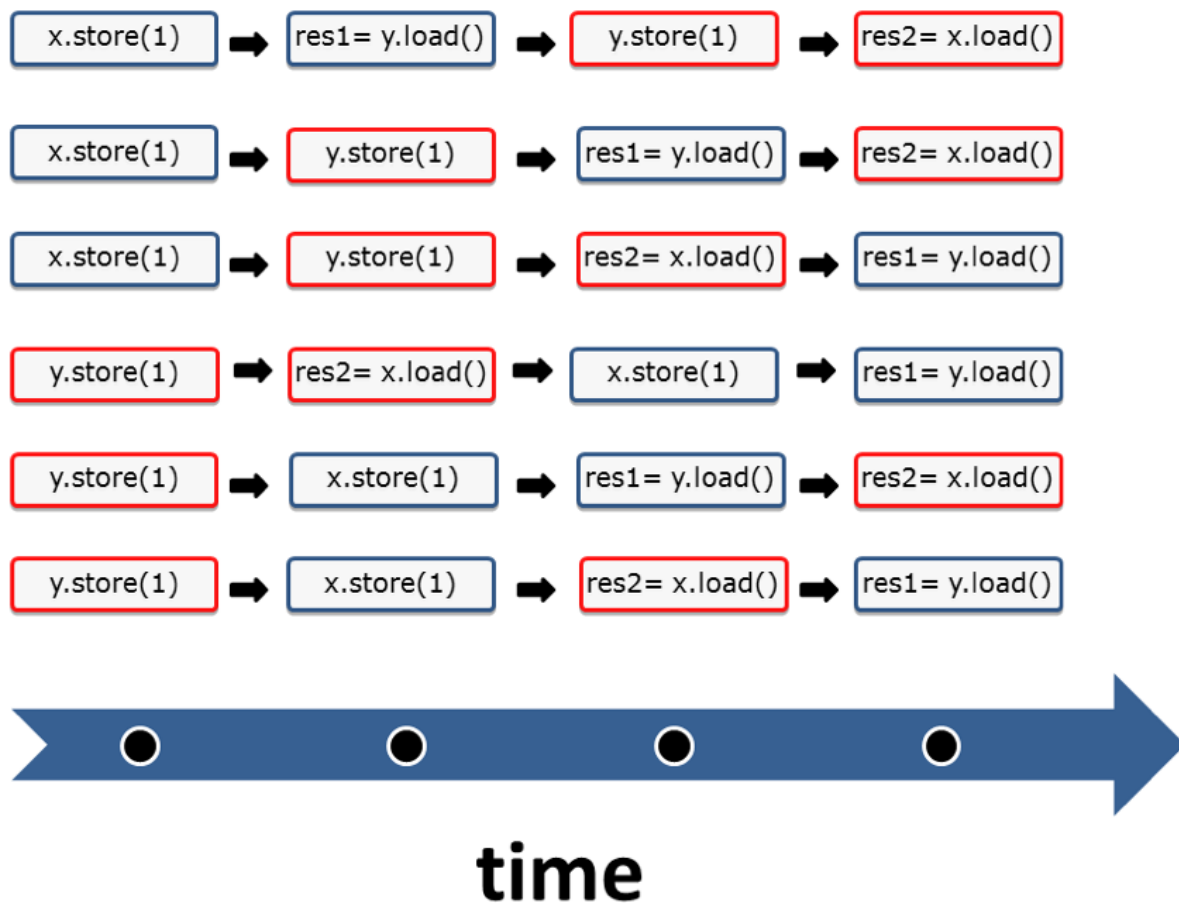 x.store(1) res1= y.load() y.store(1) res2= x.load()
x.store(1) y.store(1) res1= y.load() res2= x.load()
x.store(1) y.store(1) res2= x.load() res1= y.load()
y.store(1) res2= x.load() x.store(1) res1= y.load()
y.store(1) x.store(1) res1= y.load() res2= x.load()
y.store(1) x.store(1) res2= x.load() res1= y.load()
time